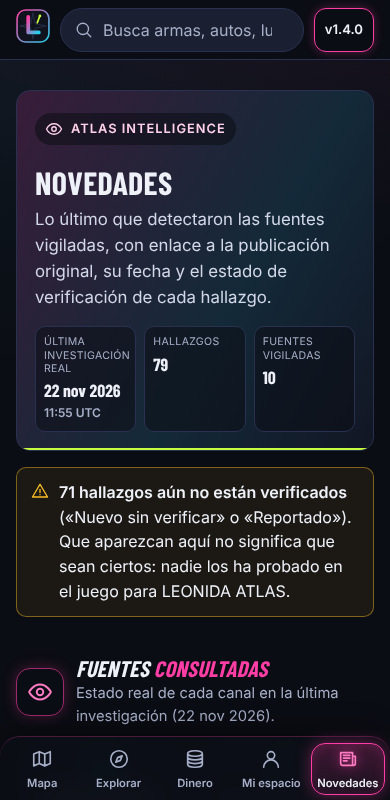 Busca armas, autos, lu
v1.4.0
ATLAS INTELLIGENCE
NOVEDADES
Lo último que detectaron las fuentes
vigiladas, con enlace a la publicación
original, su fecha y el estado de
verificación de cada hallazgo.
ÚLTIMA
INVESTIGACIÓN
REAL
22 nov 2026
11:55 UTC
HALLAZGOS
79
FUENTES
VIGILADAS
10
71 hallazgos aún no están verificados
(«Nuevo sin verificar» o «Reportado»).
Que aparezcan aquí no significa que
sean ciertos: nadie los ha probado en
el juego para LEONIDA ATLAS.
FUENTES CONSULTADAS
Estado real de cada canal en la última
investigación (22 nov 2026).
Mapa
Explorar
Dinero
Mi espacio
Novedades